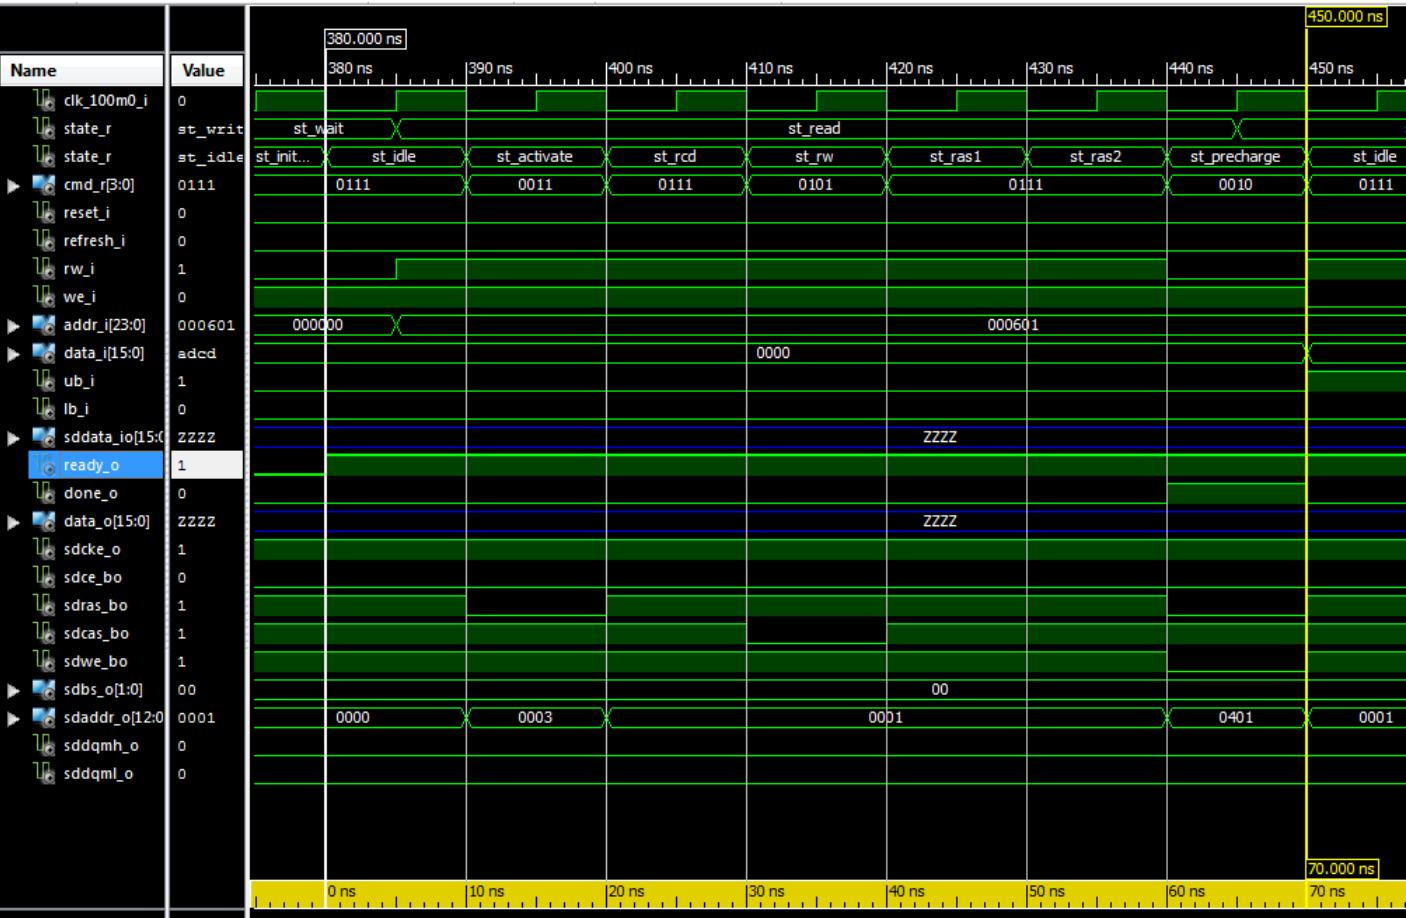 450.000 ns
380.000 ns
Name Value 380 ns 390 ns 400 ns 410 ns 420 ns 430 ns 440 ns 450 ns
clk_100m0_i 0
state_r st_writ st_wait st_read
state_r st_idle st_init... st_idle st_activate st_rcd st_rw st_ras1 st_ras2 st_precharge st_idle
cmd_r[3:0] 0111 0111 0011 0111 0101 0111 0010 0111
reset_i 0
refresh_i 0
rw_i 1
we_i 0
addr_i[23:0] 000601 000000 000601
data_i[15:0] adcd 0000
ub_i 1
lb_i 0
sddata_io[15:0 ZZZZ ZZZZ
ready_o 1
done_o 0
data_o[15:0] ZZZZ ZZZZ
sdcke_o 1
sdce_bo 0
sdras_bo 1
sdcas_bo 1
sdwe_bo 1
sdbs_o[1:0] 00 00
sdaddr_o[12:0 0001 0000 0003 0001 0401 0001
sddqmh_o 0
sddqml_o 0
70.000 ns
0 ns 10 ns 20 ns 30 ns 40 ns 50 ns 60 ns 70 ns